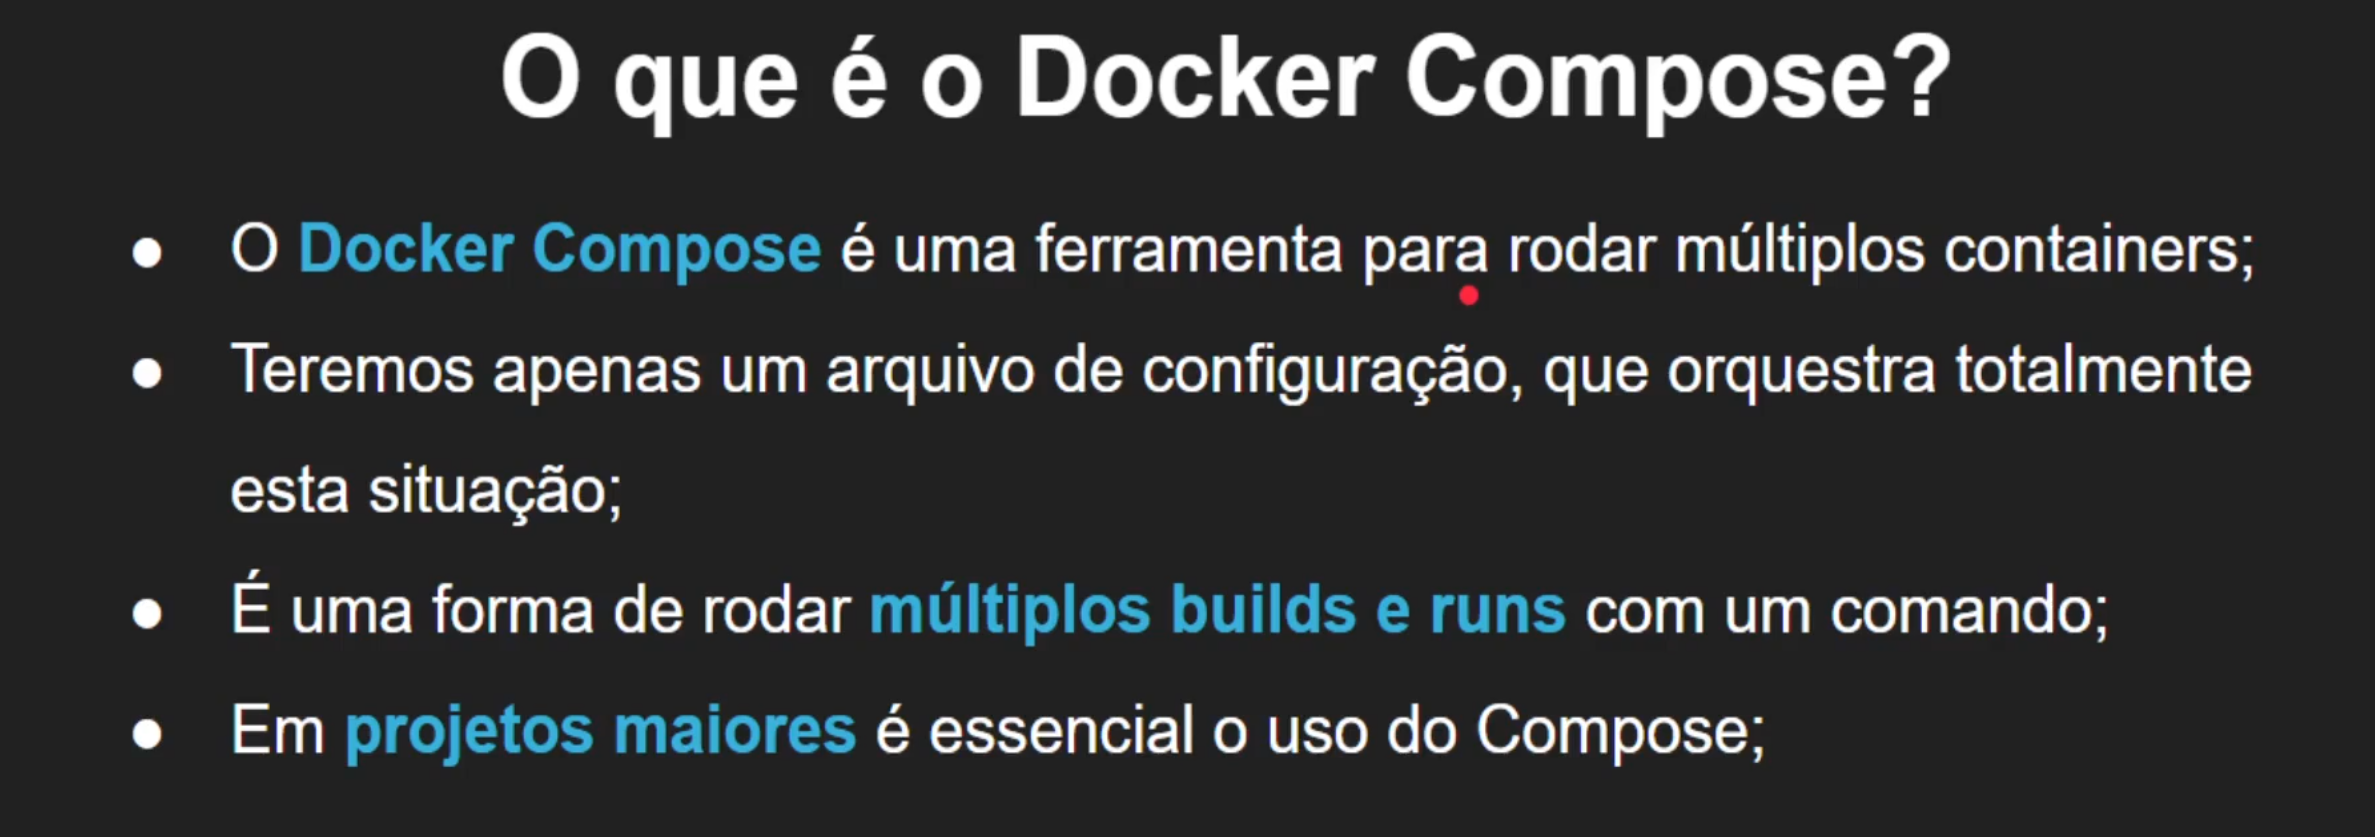 O que é o Docker Compose?
● O Docker Compose é uma ferramenta para rodar múltiplos containers;
● Teremos apenas um arquivo de configuração, que orquestra totalmente
esta situação;
● É uma forma de rodar múltiplos builds e runs com um comando;
● Em projetos maiores é essencial o uso do Compose;